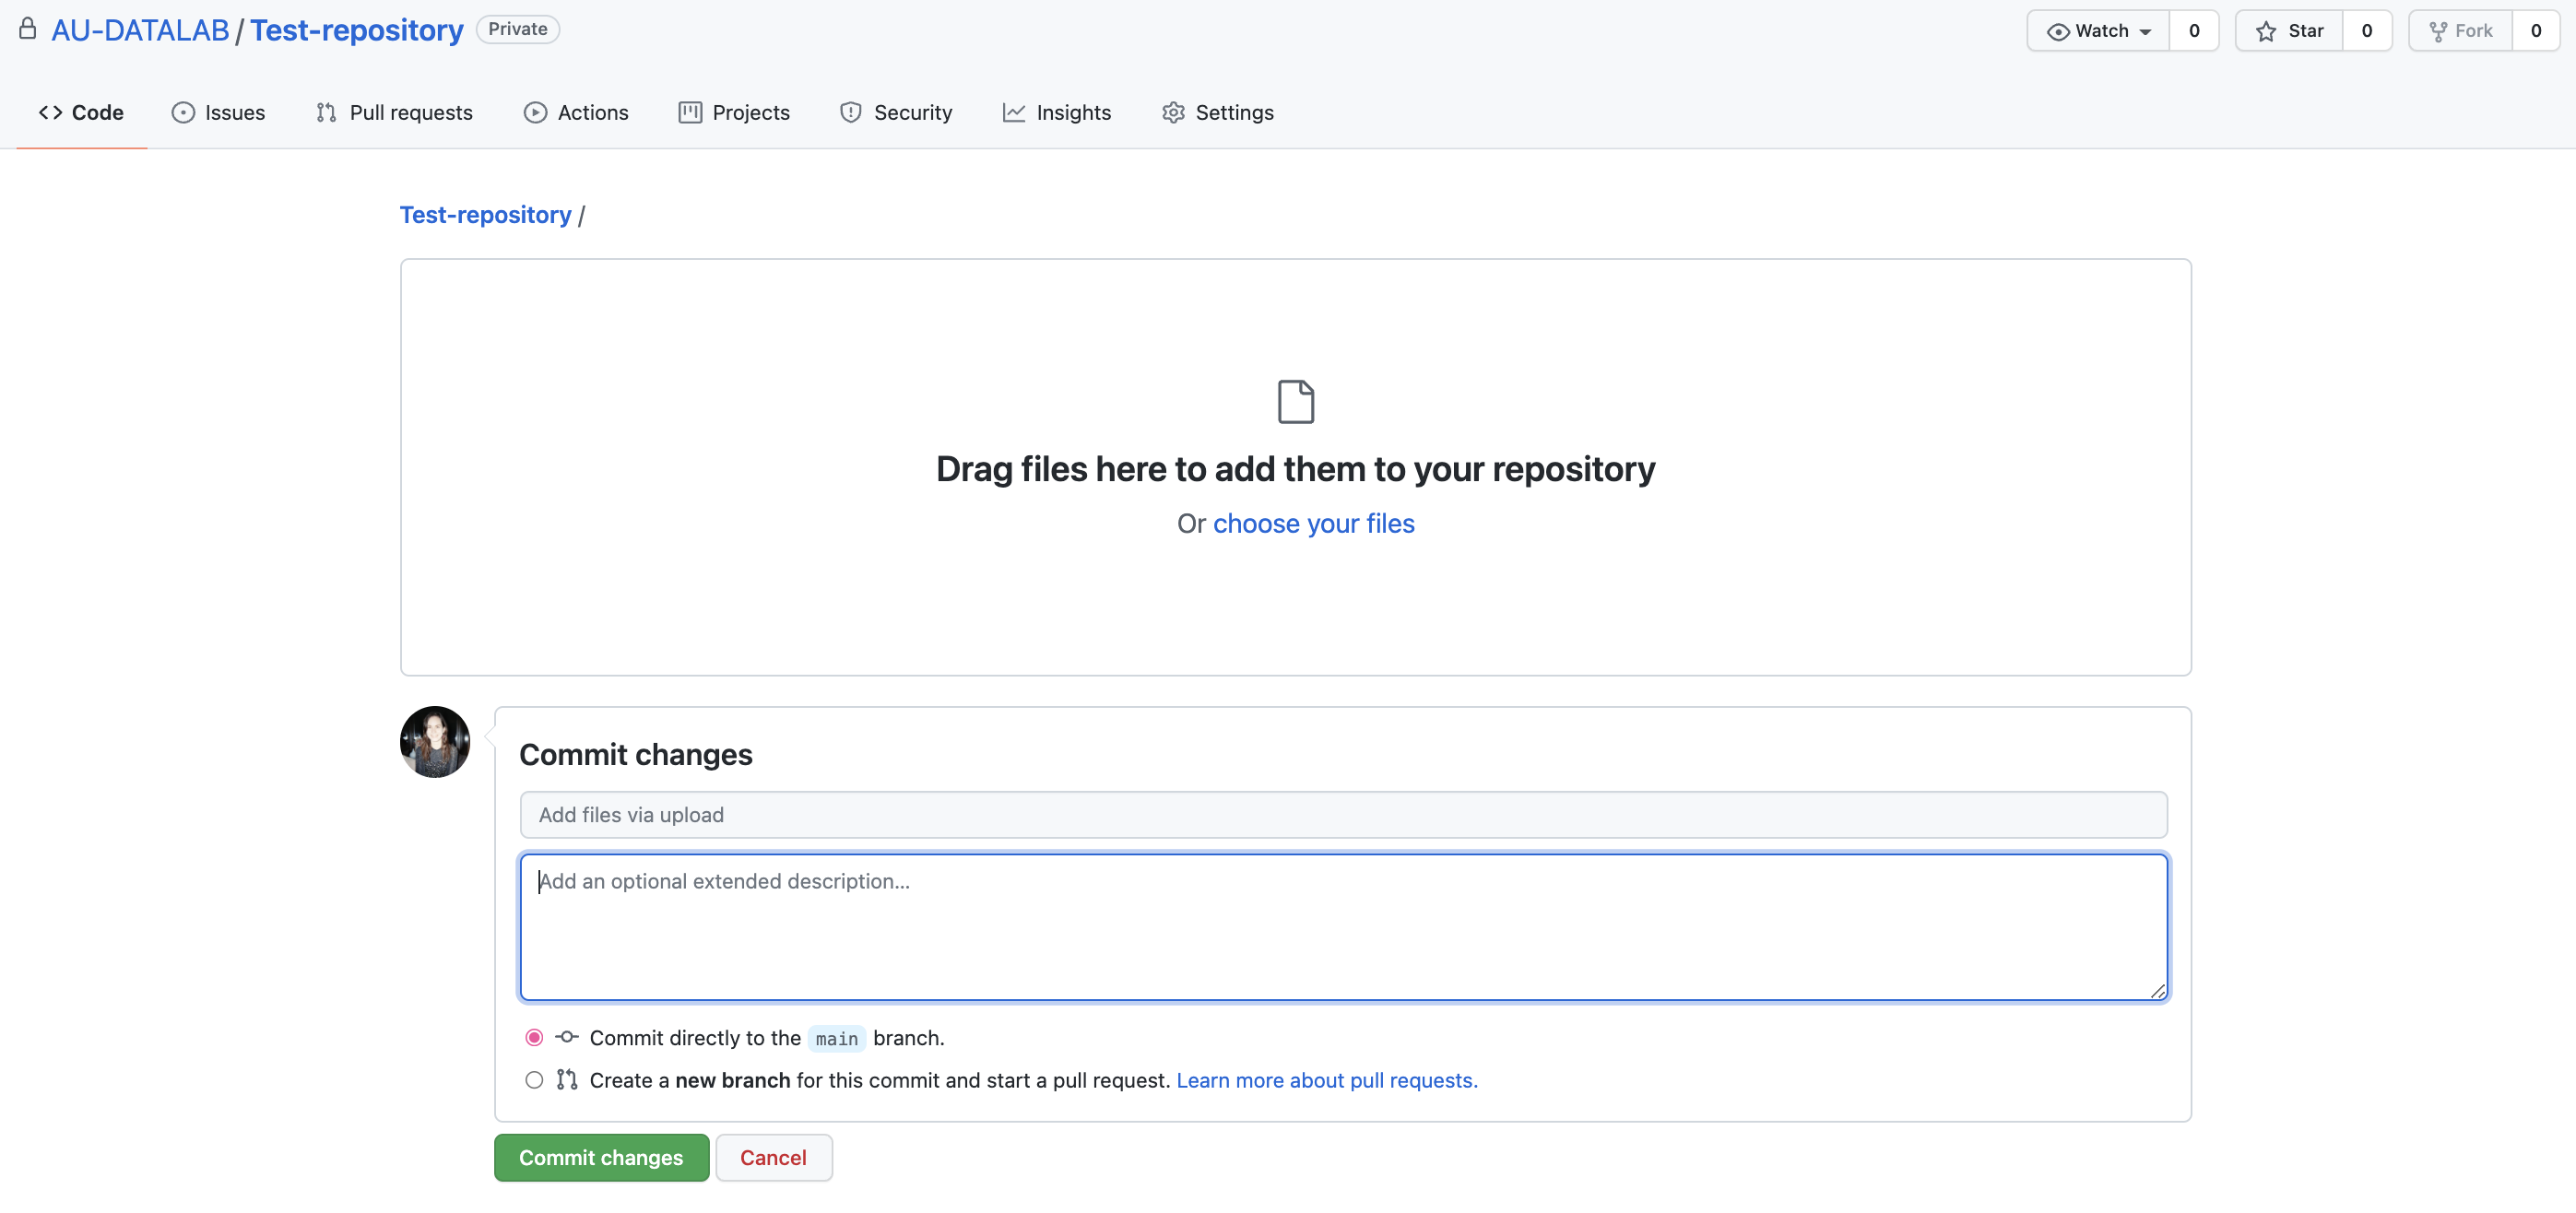 AU-DATALAB / Test-repository Private Watch 0 Star 0 Fork 0
Code Issues Pull requests Actions Projects Security Insights Settings
Test-repository /
Drag files here to add them to your repository
Or choose your files
Commit changes
Add files via upload
Add an optional extended description...
Commit directly to the main branch.
Create a new branch for this commit and start a pull request. Learn more about pull requests.
Commit changes Cancel